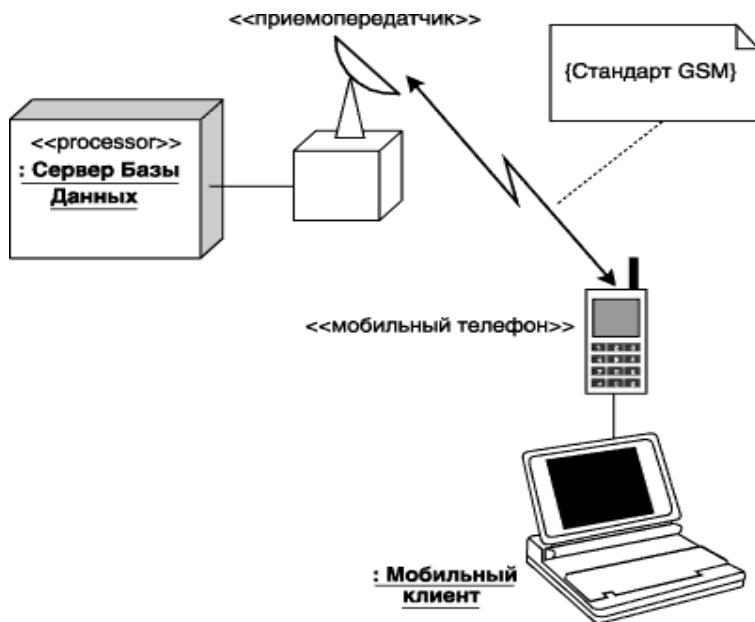 <<приемопередатчик>>
{Стандарт GSM}
<<processor>>
: Сервер Базы
Данных
<<мобильный телефон>>
: Мобильный
клиент